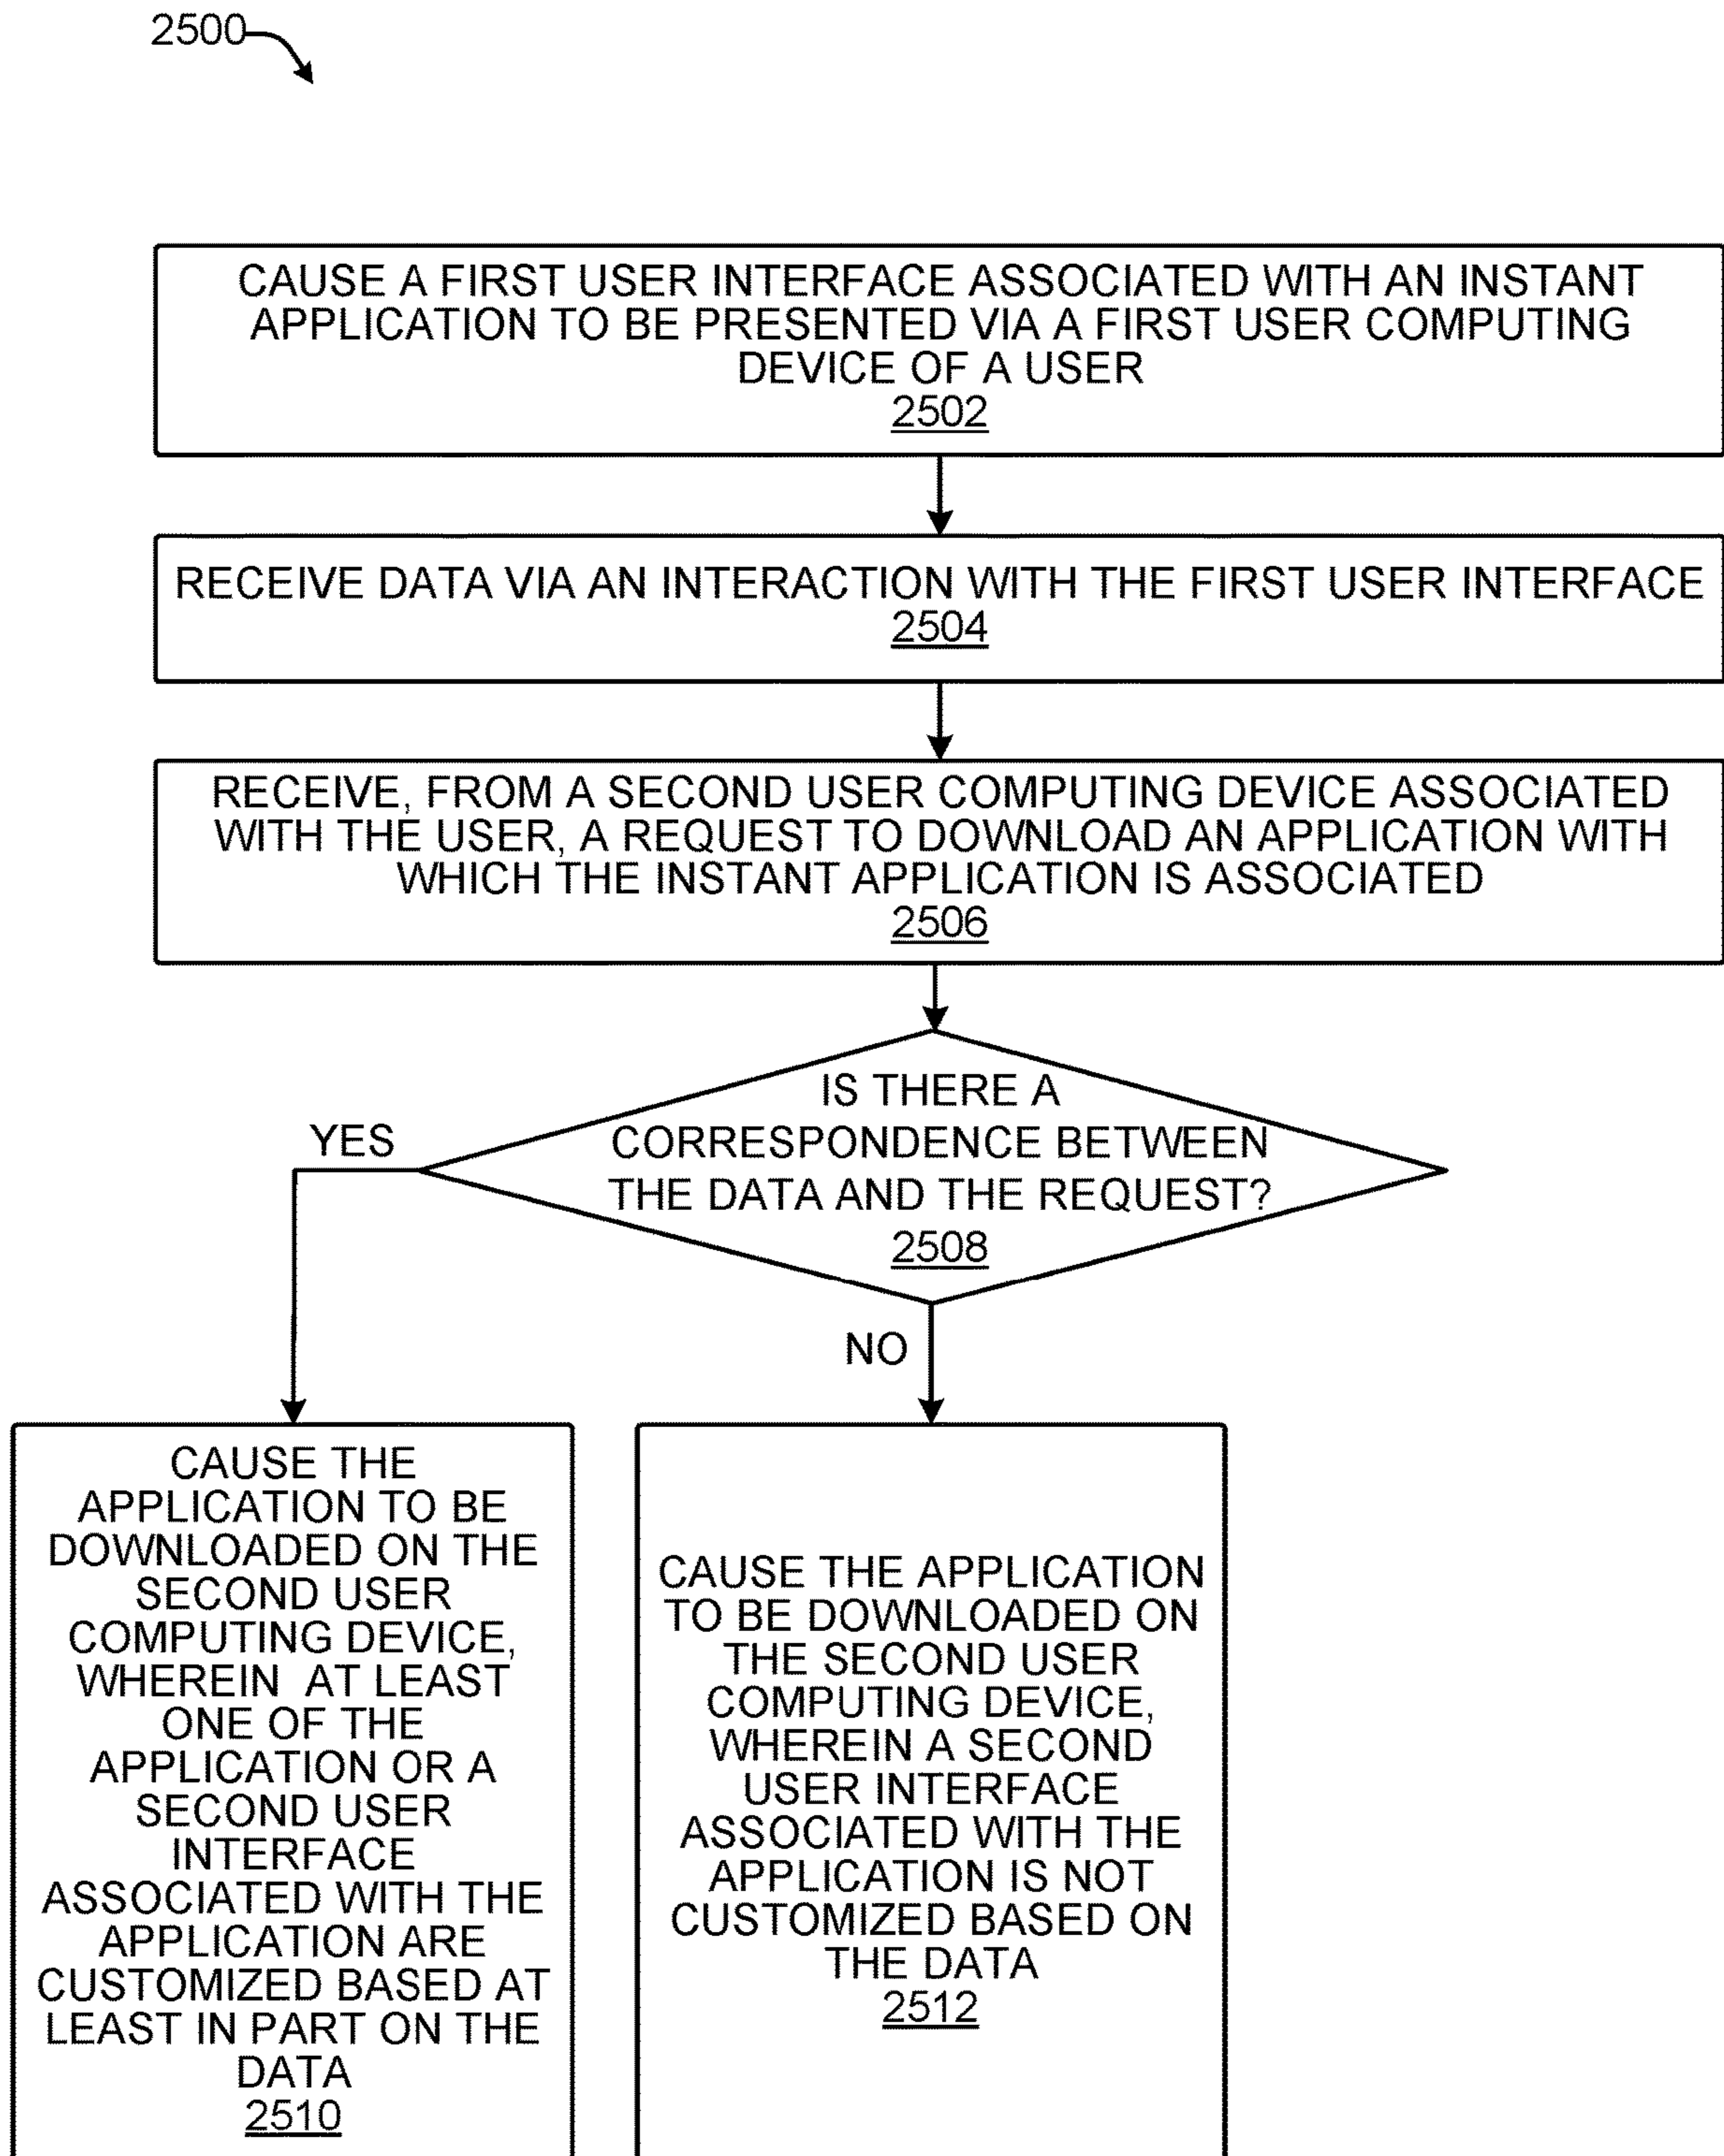 2500
CAUSE A FIRST USER INTERFACE ASSOCIATED WITH AN INSTANT
APPLICATION TO BE PRESENTED VIA A FIRST USER COMPUTING
DEVICE OF A USER
2502
RECEIVE DATA VIA AN INTERACTION WITH THE FIRST USER INTERFACE
2504
RECEIVE, FROM A SECOND USER COMPUTING DEVICE ASSOCIATED
WITH THE USER, A REQUEST TO DOWNLOAD AN APPLICATION WITH
WHICH THE INSTANT APPLICATION IS ASSOCIATED
2506
IS THERE A
CORRESPONDENCE BETWEEN
THE DATA AND THE REQUEST?
2508
YES
NO
CAUSE THE
APPLICATION TO BE
DOWNLOADED ON THE
SECOND USER
COMPUTING DEVICE,
WHEREIN AT LEAST
ONE OF THE
APPLICATION OR A
SECOND USER
INTERFACE
ASSOCIATED WITH THE
APPLICATION ARE
CUSTOMIZED BASED AT
LEAST IN PART ON THE
DATA
2510
CAUSE THE APPLICATION
TO BE DOWNLOADED ON
THE SECOND USER
COMPUTING DEVICE,
WHEREIN A SECOND
USER INTERFACE
ASSOCIATED WITH THE
APPLICATION IS NOT
CUSTOMIZED BASED ON
THE DATA
2512